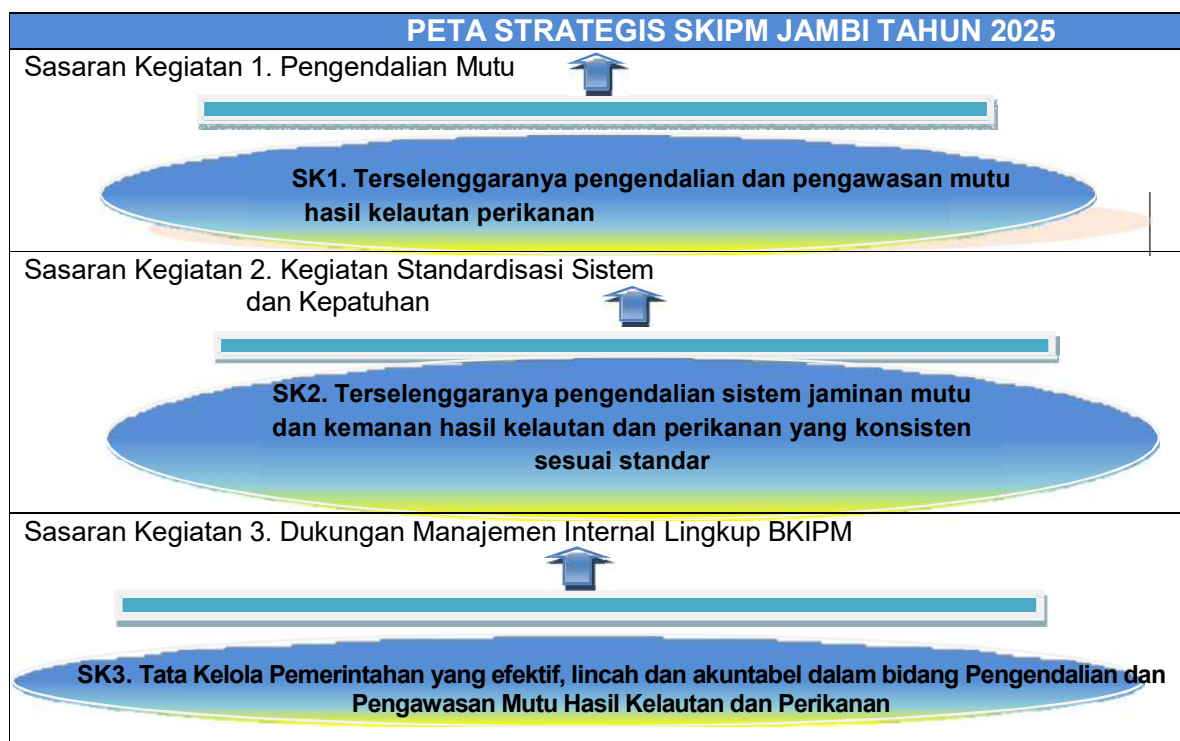 PETA STRATEGIS SKIPM JAMBI TAHUN 2025
Sasaran Kegiatan 1. Pengendalian Mutu
SK1. Terselenggaranya pengendalian dan pengawasan mutu
hasil kelautan perikanan
Sasaran Kegiatan 2. Kegiatan Standardisasi Sistem
dan Kepatuhan
SK2. Terselenggaranya pengendalian sistem jaminan mutu
dan kemanan hasil kelautan dan perikanan yang konsisten
sesuai standar
Sasaran Kegiatan 3. Dukungan Manajemen Internal Lingkup BKIPM
SK3. Tata Kelola Pemerintahan yang efektif, lincah dan akuntabel dalam bidang Pengendalian dan
Pengawasan Mutu Hasil Kelautan dan Perikanan